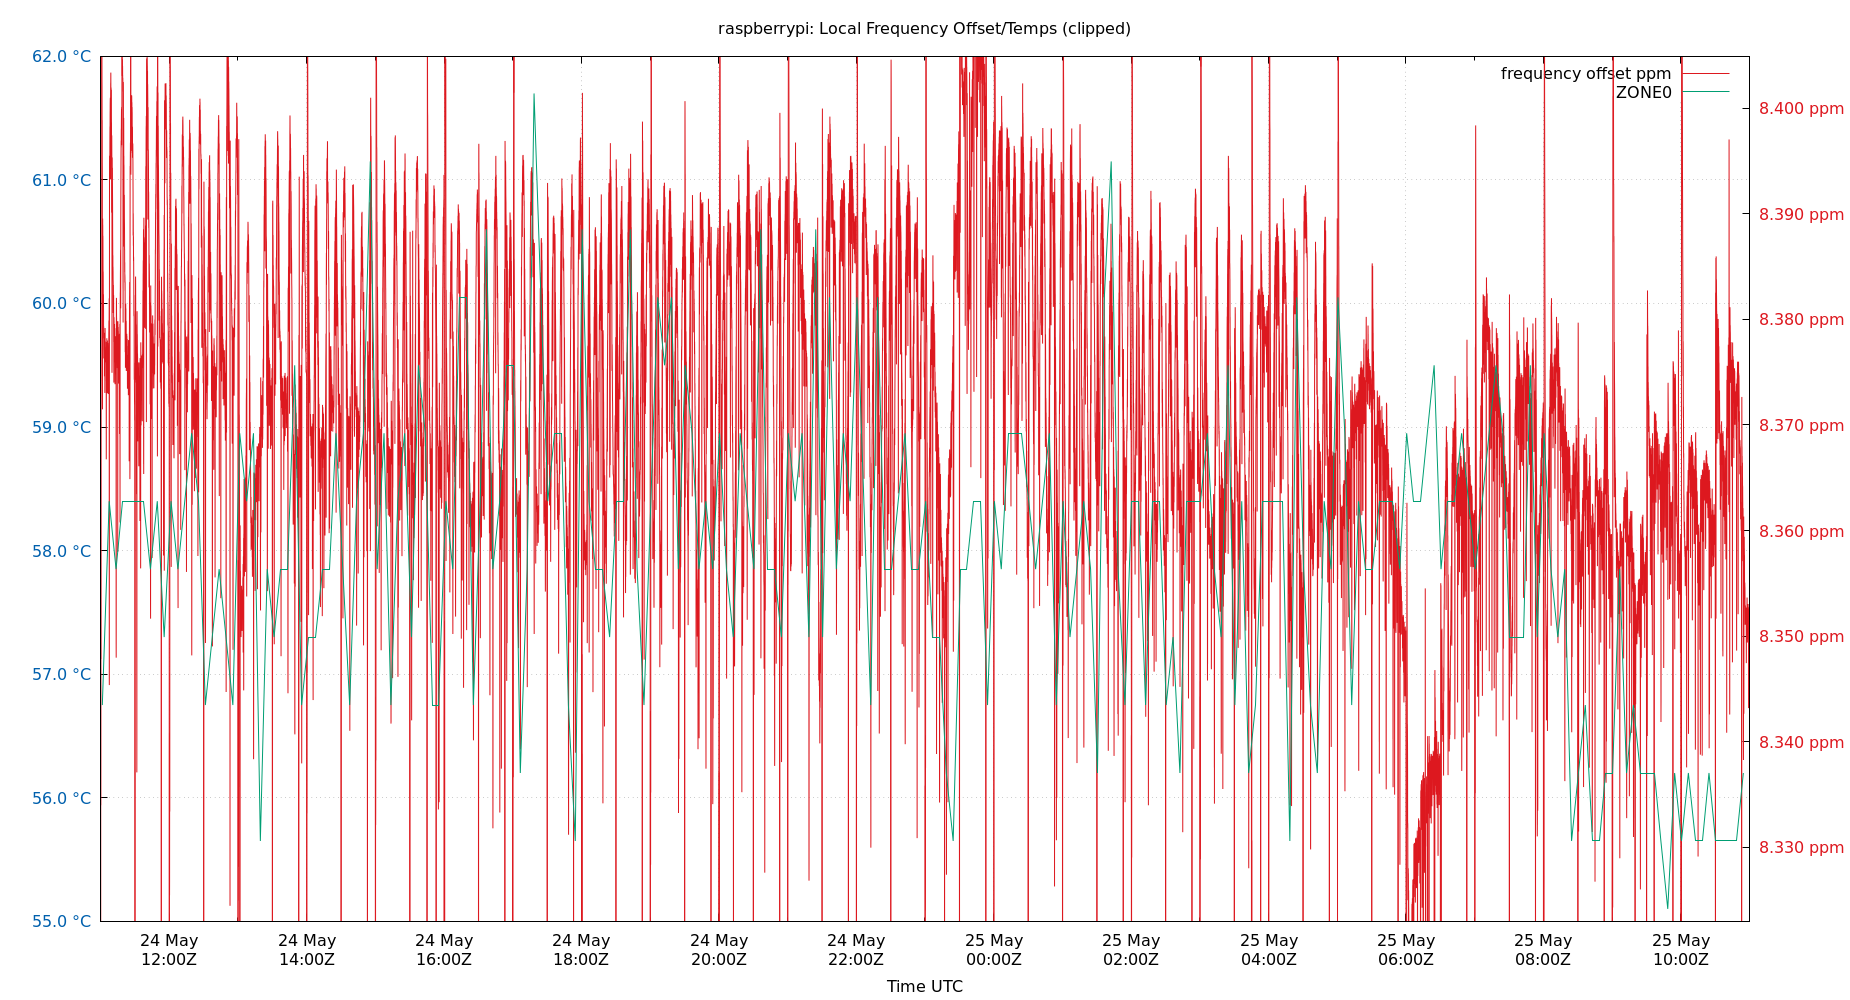 raspberrypi: Local Frequency Offset/Temps (clipped)
62.0 °C
61.0 °C
60.0 °C
59.0 °C
58.0 °C
57.0 °C
56.0 °C
55.0 °C
frequency offset ppm
ZONE0
8.400 ppm
8.390 ppm
8.380 ppm
8.370 ppm
8.360 ppm
8.350 ppm
8.340 ppm
8.330 ppm
24 May
12:00Z
24 May
14:00Z
24 May
16:00Z
24 May
18:00Z
24 May
20:00Z
24 May
22:00Z
25 May
00:00Z
25 May
02:00Z
25 May
04:00Z
25 May
06:00Z
25 May
08:00Z
25 May
10:00Z
Time UTC